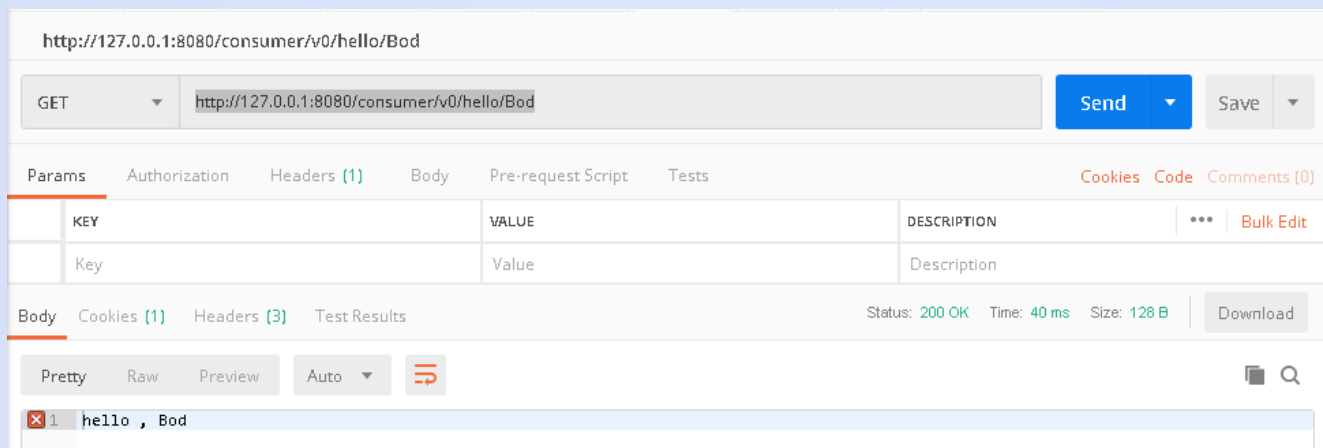 http://127.0.0.1:8080/consumer/v0/hello/Bod
GET http://127.0.0.1:8080/consumer/v0/hello/Bod Send Save
Params Authorization Headers (1) Body Pre-request Script Tests Cookies Code Comments (0)
KEY VALUE DESCRIPTION ••• Bulk Edit
Key Value Description
Body Cookies (1) Headers (3) Test Results Status: 200 OK Time: 40 ms Size: 128 B Download
Pretty Raw Preview Auto
1 hello , Bod